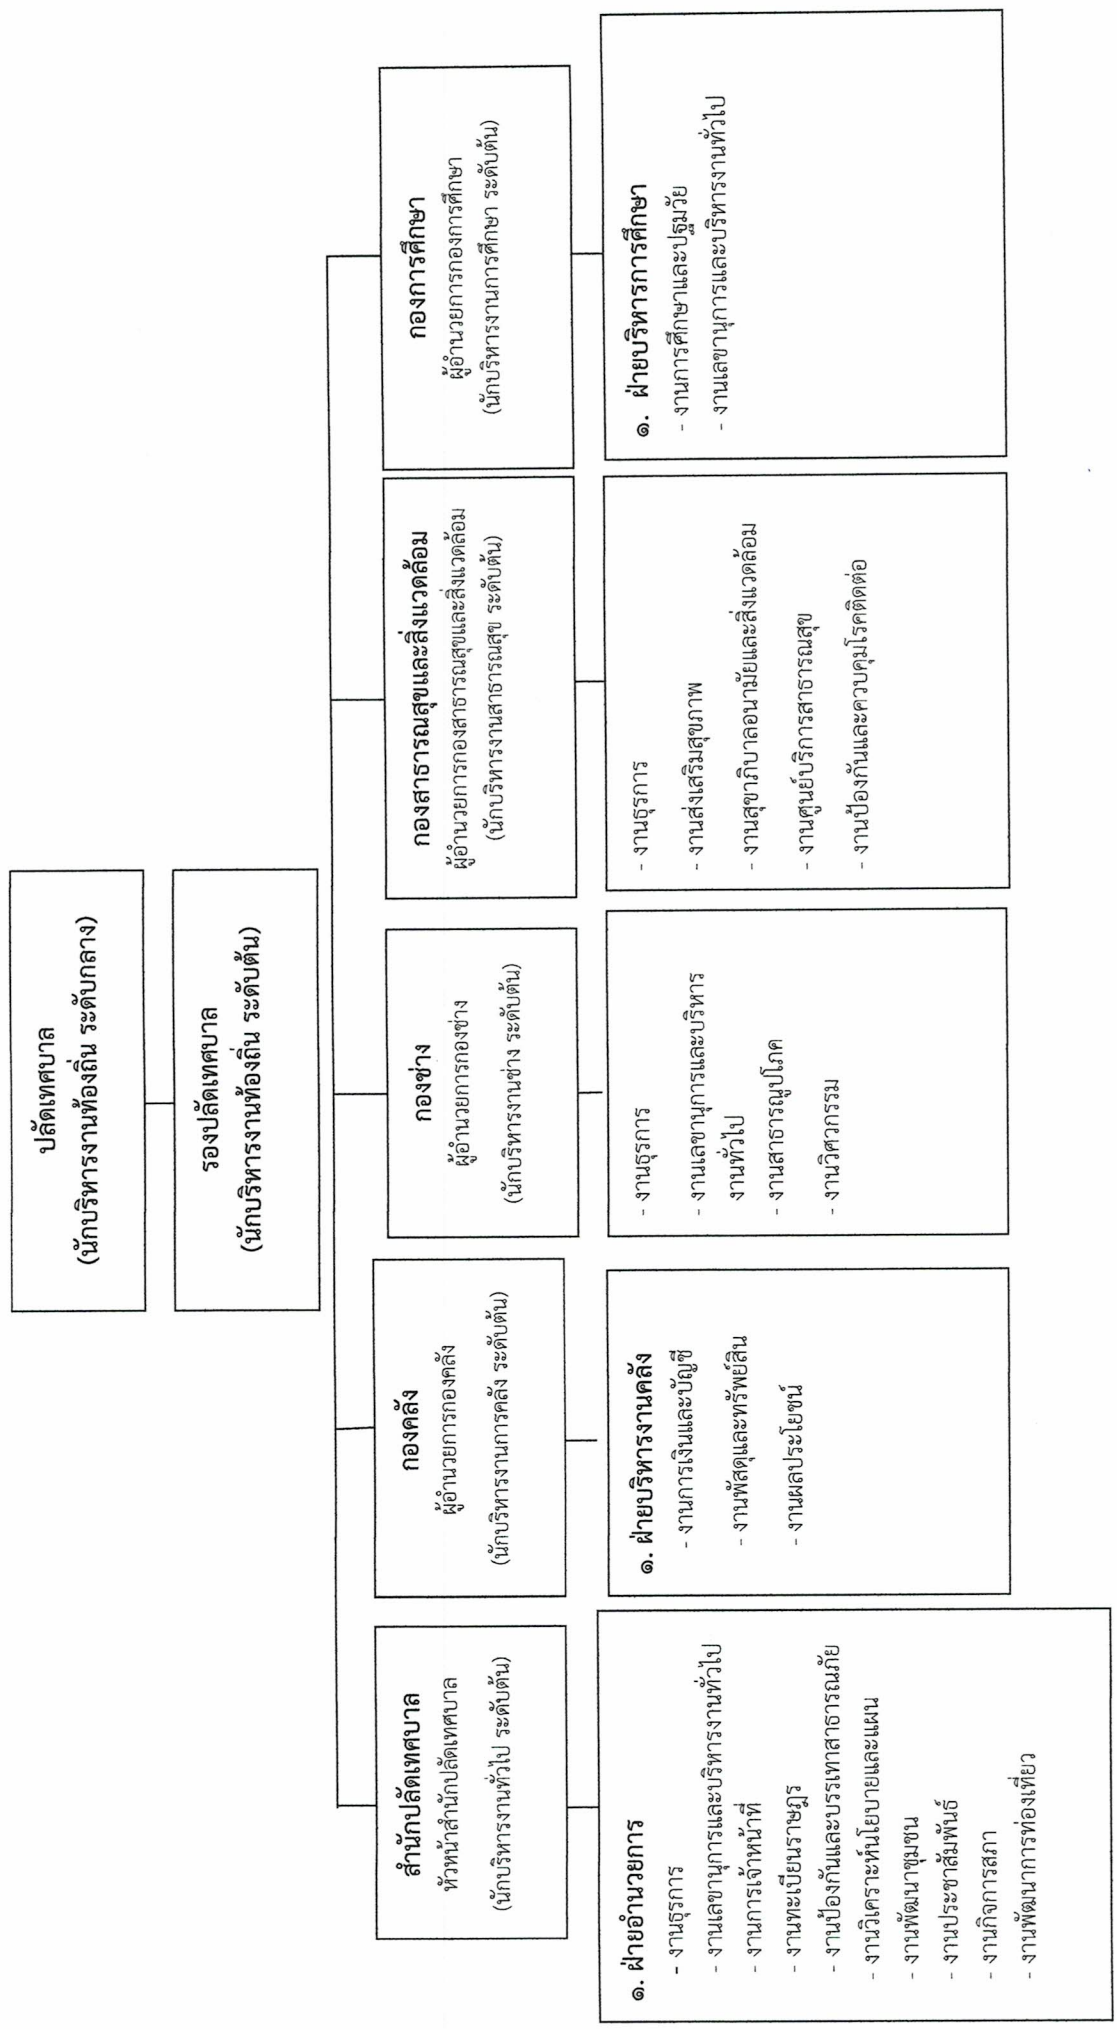 ปลัดเทศบาล
(นักบริหารงานท้องถิ่น ระดับกลาง)
รองปลัดเทศบาล
(นักบริหารงานท้องถิ่น ระดับต้น)
สำนักปลัดเทศบาล
หัวหน้าสำนักปลัดเทศบาล
(นักบริหารงานทั่วไป ระดับต้น)
กองคลัง
ผู้อำนวยการกองคลัง
(นักบริหารงานการคลัง ระดับต้น)
กองช่าง
ผู้อำนวยการกองช่าง
(นักบริหารงานช่าง ระดับต้น)
กองสาธารณสุขและสิ่งแวดล้อม
ผู้อำนวยการกองสาธารณสุขและสิ่งแวดล้อม
(นักบริหารงานสาธารณสุข ระดับต้น)
กองการศึกษา
ผู้อำนวยการกองการศึกษา
(นักบริหารงานการศึกษา ระดับต้น)
๑. ฝ่ายอำนวยการ
- งานธุรการ
- งานเลขานุการและบริหารงานทั่วไป
- งานการเจ้าหน้าที่
- งานทะเบียนราษฎร
- งานป้องกันและบรรเทาสาธารณภัย
- งานวิเคราะห์นโยบายและแผน
- งานพัฒนาชุมชน
- งานประชาสัมพันธ์
- งานกิจการสภา
- งานพัฒนาการท่องเที่ยว
๑. ฝ่ายบริหารงานคลัง
- งานการเงินและบัญชี
- งานพัสดุและทรัพย์สิน
- งานผลประโยชน์
- งานธุรการ
- งานเลขานุการและบริหาร
งานทั่วไป
- งานสาธารณูปโภค
- งานวิศวกรรม
- งานธุรการ
- งานส่งเสริมสุขภาพ
- งานสุขาภิบาลอนามัยและสิ่งแวดล้อม
- งานศูนย์บริการสาธารณสุข
- งานป้องกันและควบคุมโรคติดต่อ
๑. ฝ่ายบริหารการศึกษา
- งานการศึกษาและปฐมวัย
- งานเลขานุการและบริหารงานทั่วไป